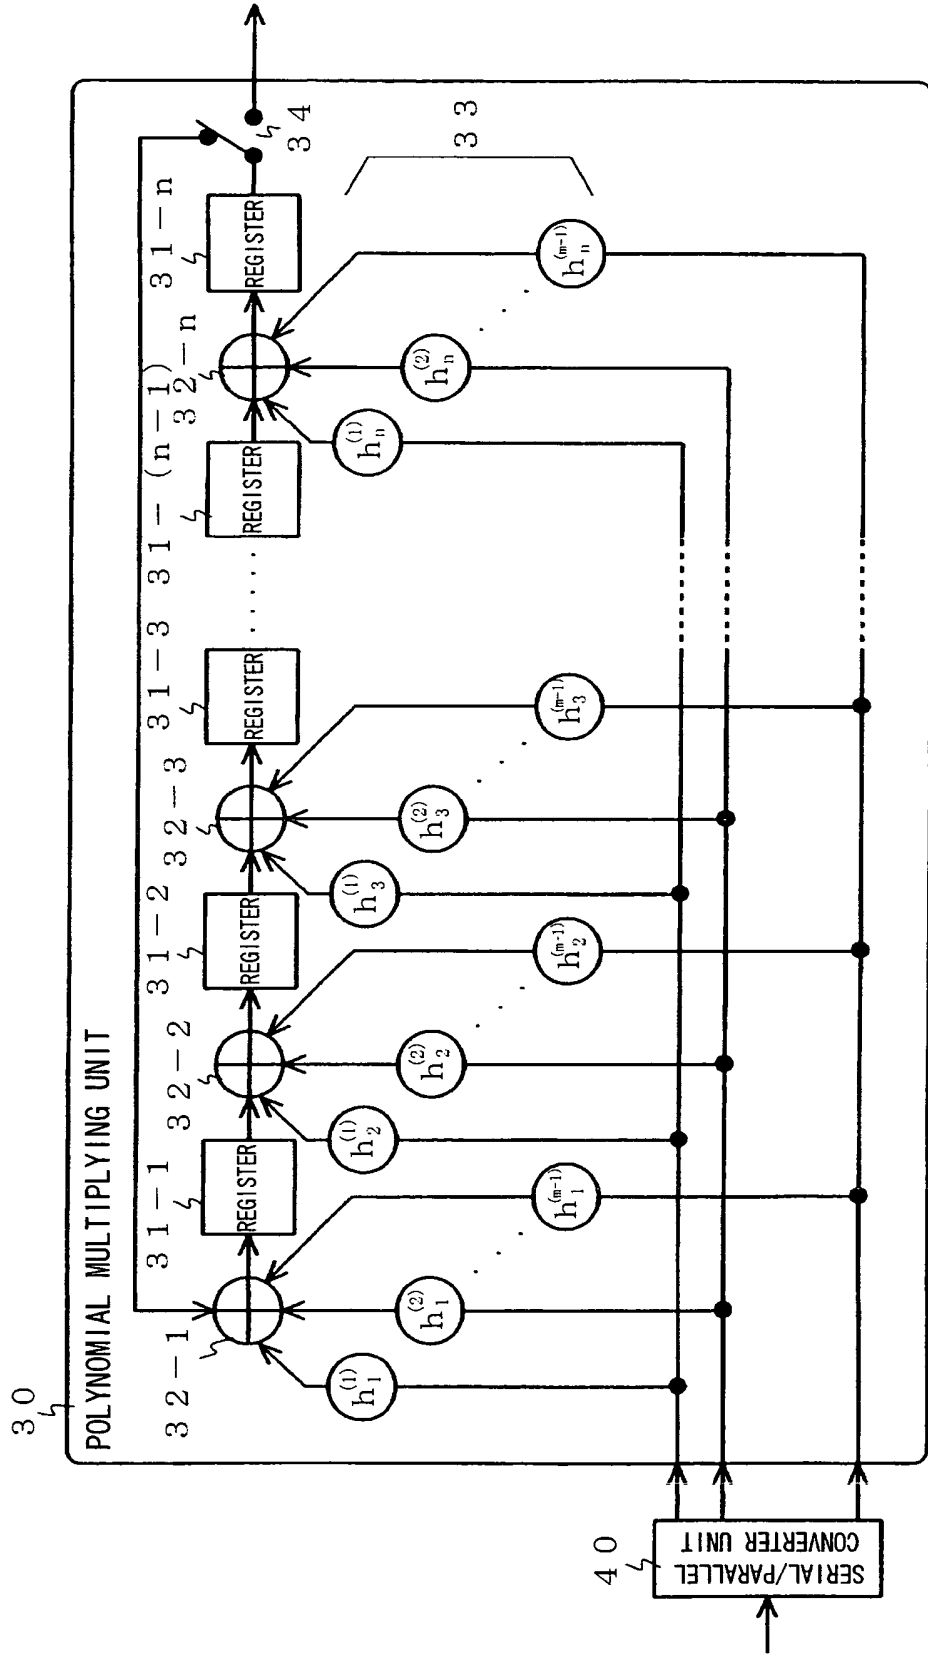 30
POLYNOMIAL MULTIPLYING UNIT
32-1
31-1
32-2
31-2
32-3
31-3
31-(n-1)
32-n
31-n
REGISTER
REGISTER
REGISTER
.....
REGISTER
REGISTER
34
33
h₁⁽¹⁾
h₁⁽²⁾
h₁⁽ᵐ⁻¹⁾
h₂⁽¹⁾
h₂⁽²⁾
h₂⁽ᵐ⁻¹⁾
h₃⁽¹⁾
h₃⁽²⁾
h₃⁽ᵐ⁻¹⁾
hₙ⁽¹⁾
hₙ⁽²⁾
hₙ⁽ᵐ⁻¹⁾
40
SERIAL/PARALLEL
CONVERTER UNIT